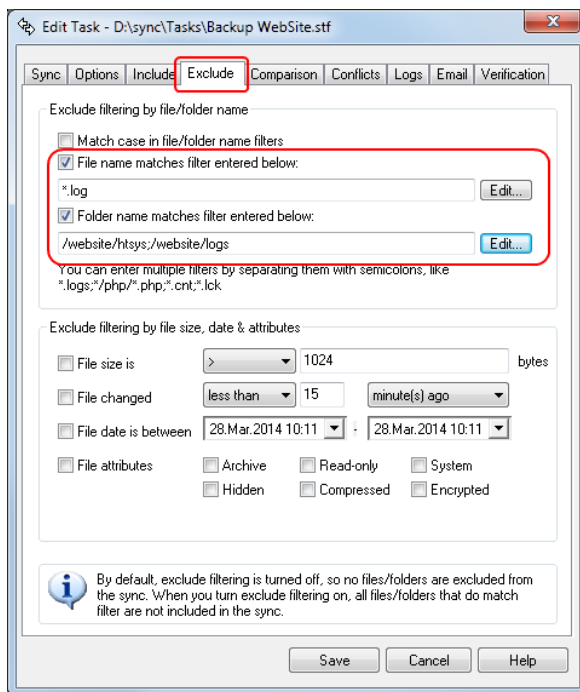 Edit Task - D:\sync\Tasks\Backup WebSite.stf
Sync Options Include Exclude Comparison Conflicts Logs Email Verification
Exclude filtering by file/folder name
Match case in file/folder name filters
File name matches filter entered below:
*.log Edit...
Folder name matches filter entered below:
/website/htsys;/website/logs Edit...
You can enter multiple filters by separating them with semicolons, like
*.logs;*/php/*.php;*.cnt;*.lck
Exclude filtering by file size, date & attributes
File size is > 1024 bytes
File changed less than 15 minute(s) ago
File date is between 28.Mar.2014 10:11 - 28.Mar.2014 10:11
File attributes Archive Read-only System
Hidden Compressed Encrypted
By default, exclude filtering is turned off, so no files/folders are excluded from
the sync. When you turn exclude filtering on, all files/folders that do match
filter are not included in the sync.
Save Cancel Help